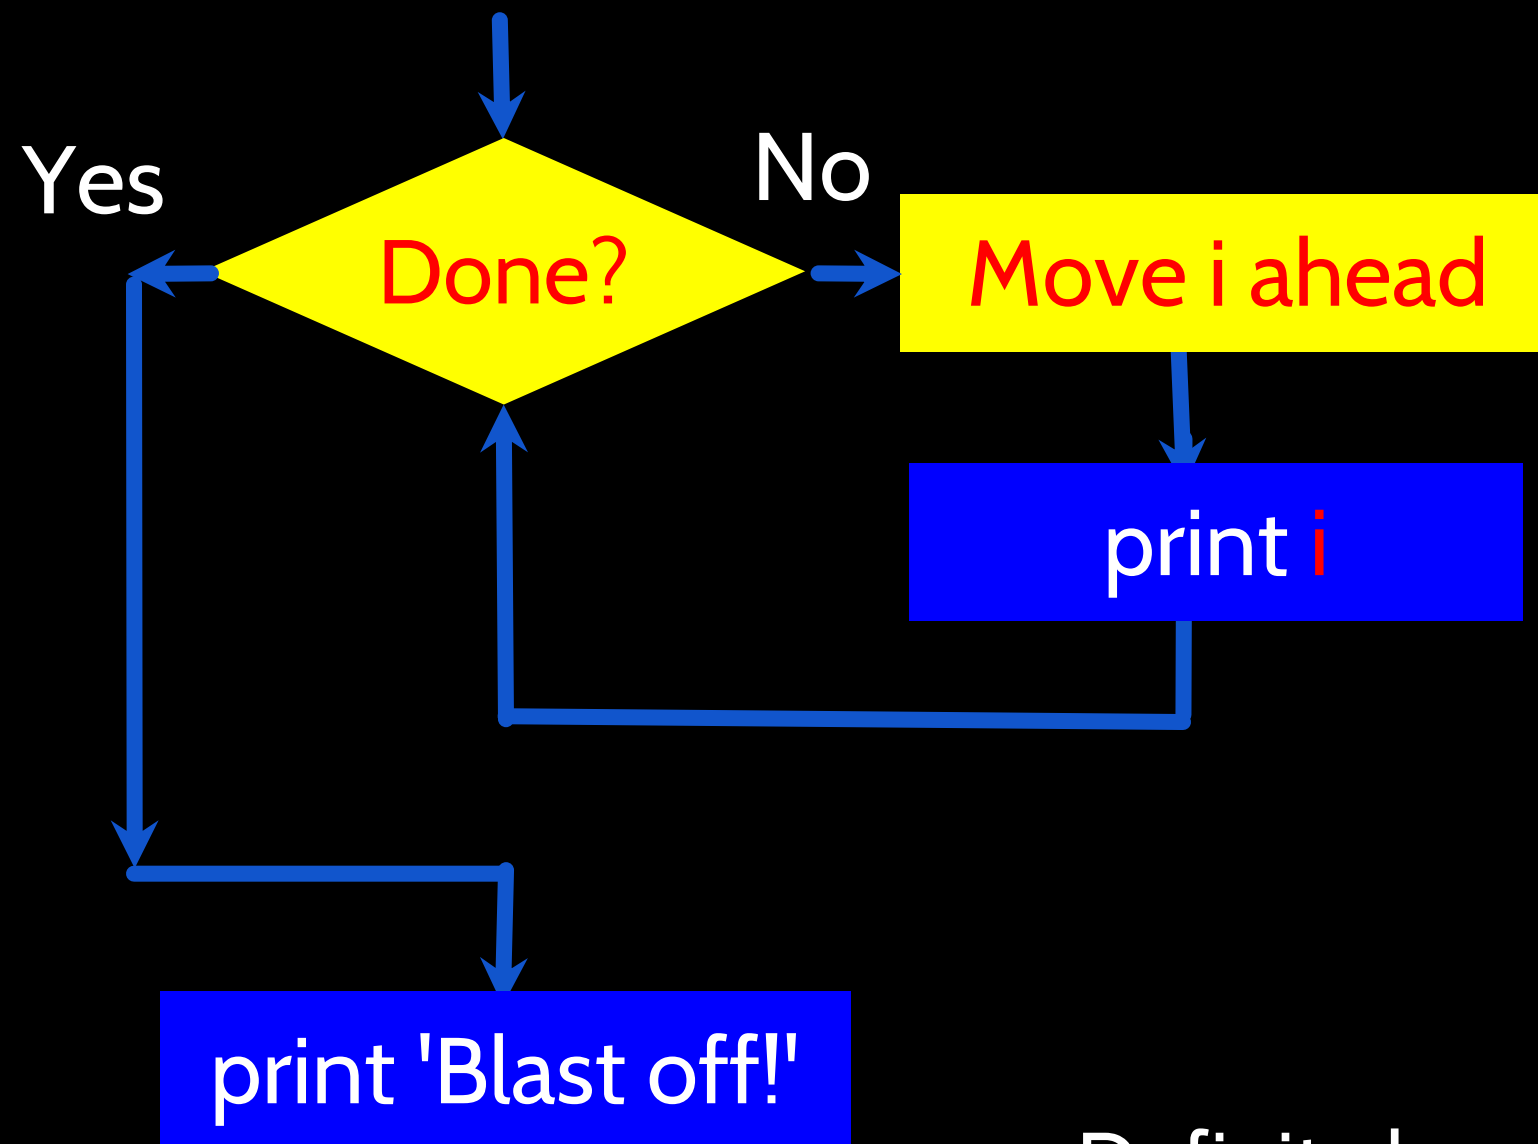 Yes
Done?
No
Move i ahead
print i
print 'Blast off!'